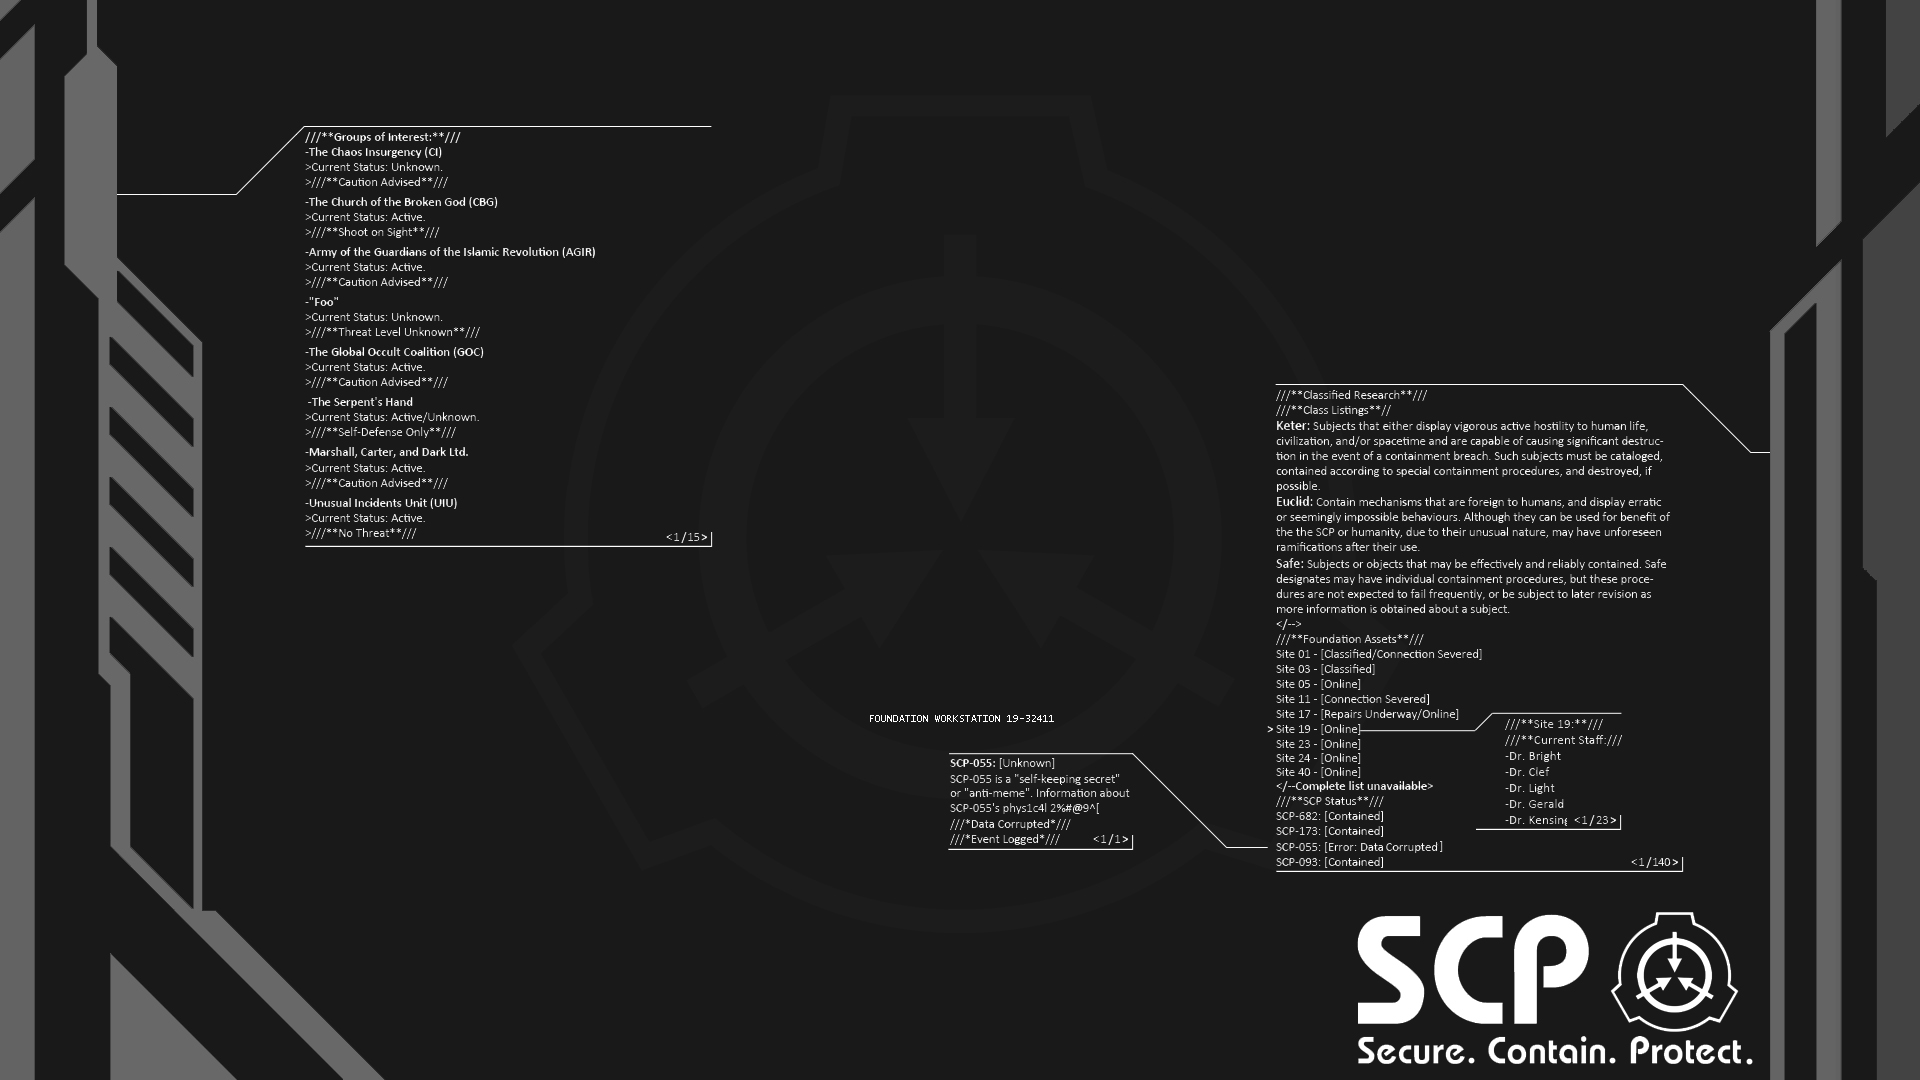 ///**Groups of Interest:**///
-The Chaos Insurgency (CI)
>Current Status: Unknown.
>///**Caution Advised**///
-The Church of the Broken God (CBG)
>Current Status: Active.
>///**Shoot on Sight**///
-Army of the Guardians of the Islamic Revolution (AGIR)
>Current Status: Active.
>///**Caution Advised**///
-"Foo"
>Current Status: Unknown.
>///**Threat Level Unknown**///
-The Global Occult Coalition (GOC)
>Current Status: Active.
>///**Caution Advised**///
-The Serpent's Hand
>Current Status: Active/Unknown.
>///**Self-Defense Only**///
-Marshall, Carter, and Dark Ltd.
>Current Status: Active.
>///**Caution Advised**///
-Unusual Incidents Unit (UIU)
>Current Status: Active.
>///**No Threat**///
<1/15>
FOUNDATION WORKSTATION 19-32411
SCP-055: [Unknown]
SCP-055 is a "self-keeping secret"
or "anti-meme". Information about
SCP-055's phys1c4l 2%#@9^[
///*Data Corrupted*///
///*Event Logged*///
<1/1>
///**Classified Research**///
///**Class Listings**//
Keter: Subjects that either display vigorous active hostility to human life,
civilization, and/or spacetime and are capable of causing significant destruc-
tion in the event of a containment breach. Such subjects must be cataloged,
contained according to special containment procedures, and destroyed, if
possible.
Euclid: Contain mechanisms that are foreign to humans, and display erratic
or seemingly impossible behaviours. Although they can be used for benefit of
the the SCP or humanity, due to their unusual nature, may have unforeseen
ramifications after their use.
Safe: Subjects or objects that may be effectively and reliably contained. Safe
designates may have individual containment procedures, but these proce-
dures are not expected to fail frequently, or be subject to later revision as
more information is obtained about a subject.
</-->
///**Foundation Assets**///
Site 01 - [Classified/Connection Severed]
Site 03 - [Classified]
Site 05 - [Online]
Site 11 - [Connection Severed]
Site 17 - [Repairs Underway/Online]
>Site 19 - [Online]
Site 23 - [Online]
Site 24 - [Online]
Site 40 - [Online]
</--Complete list unavailable>
///**SCP Status**///
SCP-682: [Contained]
SCP-173: [Contained]
SCP-055: [Error: Data Corrupted]
SCP-093: [Contained]
<1/140>
///**Site 19:**///
///**Current Staff:///
-Dr. Bright
-Dr. Clef
-Dr. Light
-Dr. Gerald
-Dr. Kensing <1/23>
SCP
Secure. Contain. Protect.